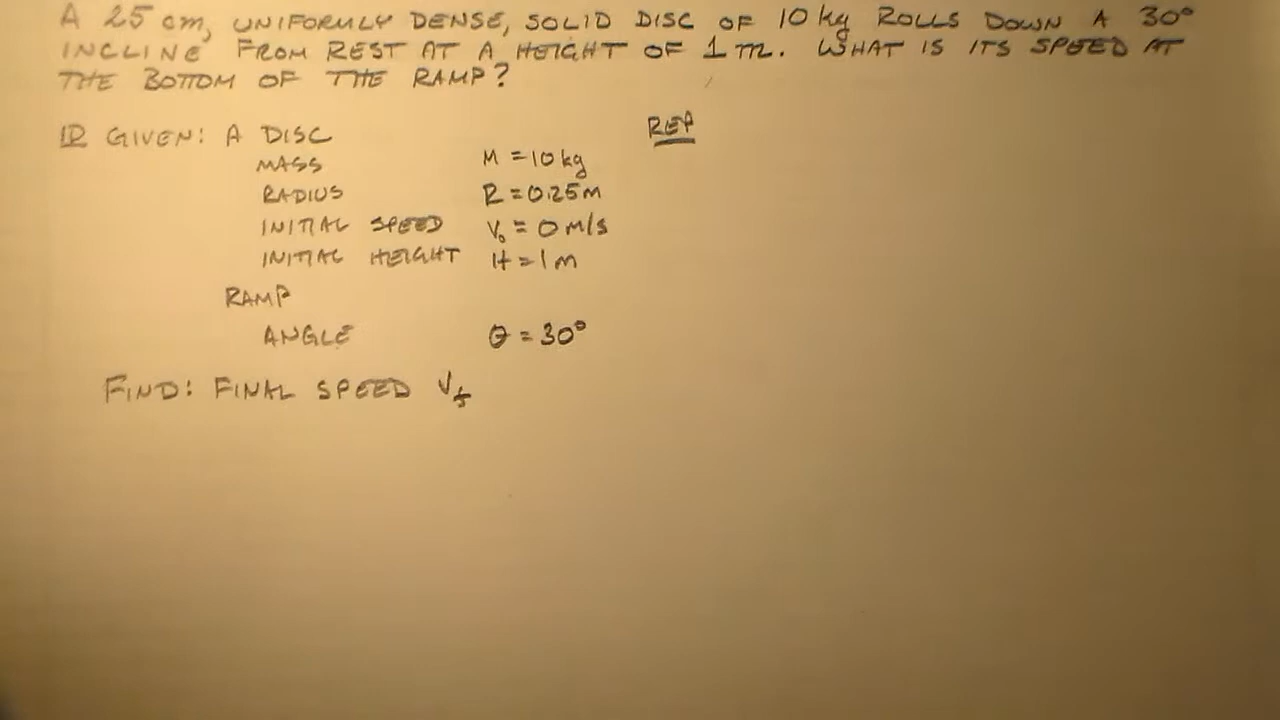 A 25 cm, UNIFORMLY DENSE, SOLID DISC OF 10 kg ROLLS DOWN A 30°
INCLINE FROM REST AT A HEIGHT OF 1 m. WHAT IS ITS SPEED AT
THE BOTTOM OF THE RAMP?
ID GIVEN: A DISC
REP
MASS M = 10 kg
RADIUS R = 0.25 M
INITIAL SPEED V₀ = 0 M/S
INITIAL HEIGHT H = 1 m
RAMP
ANGLE θ = 30°
FIND: FINAL SPEED Vf